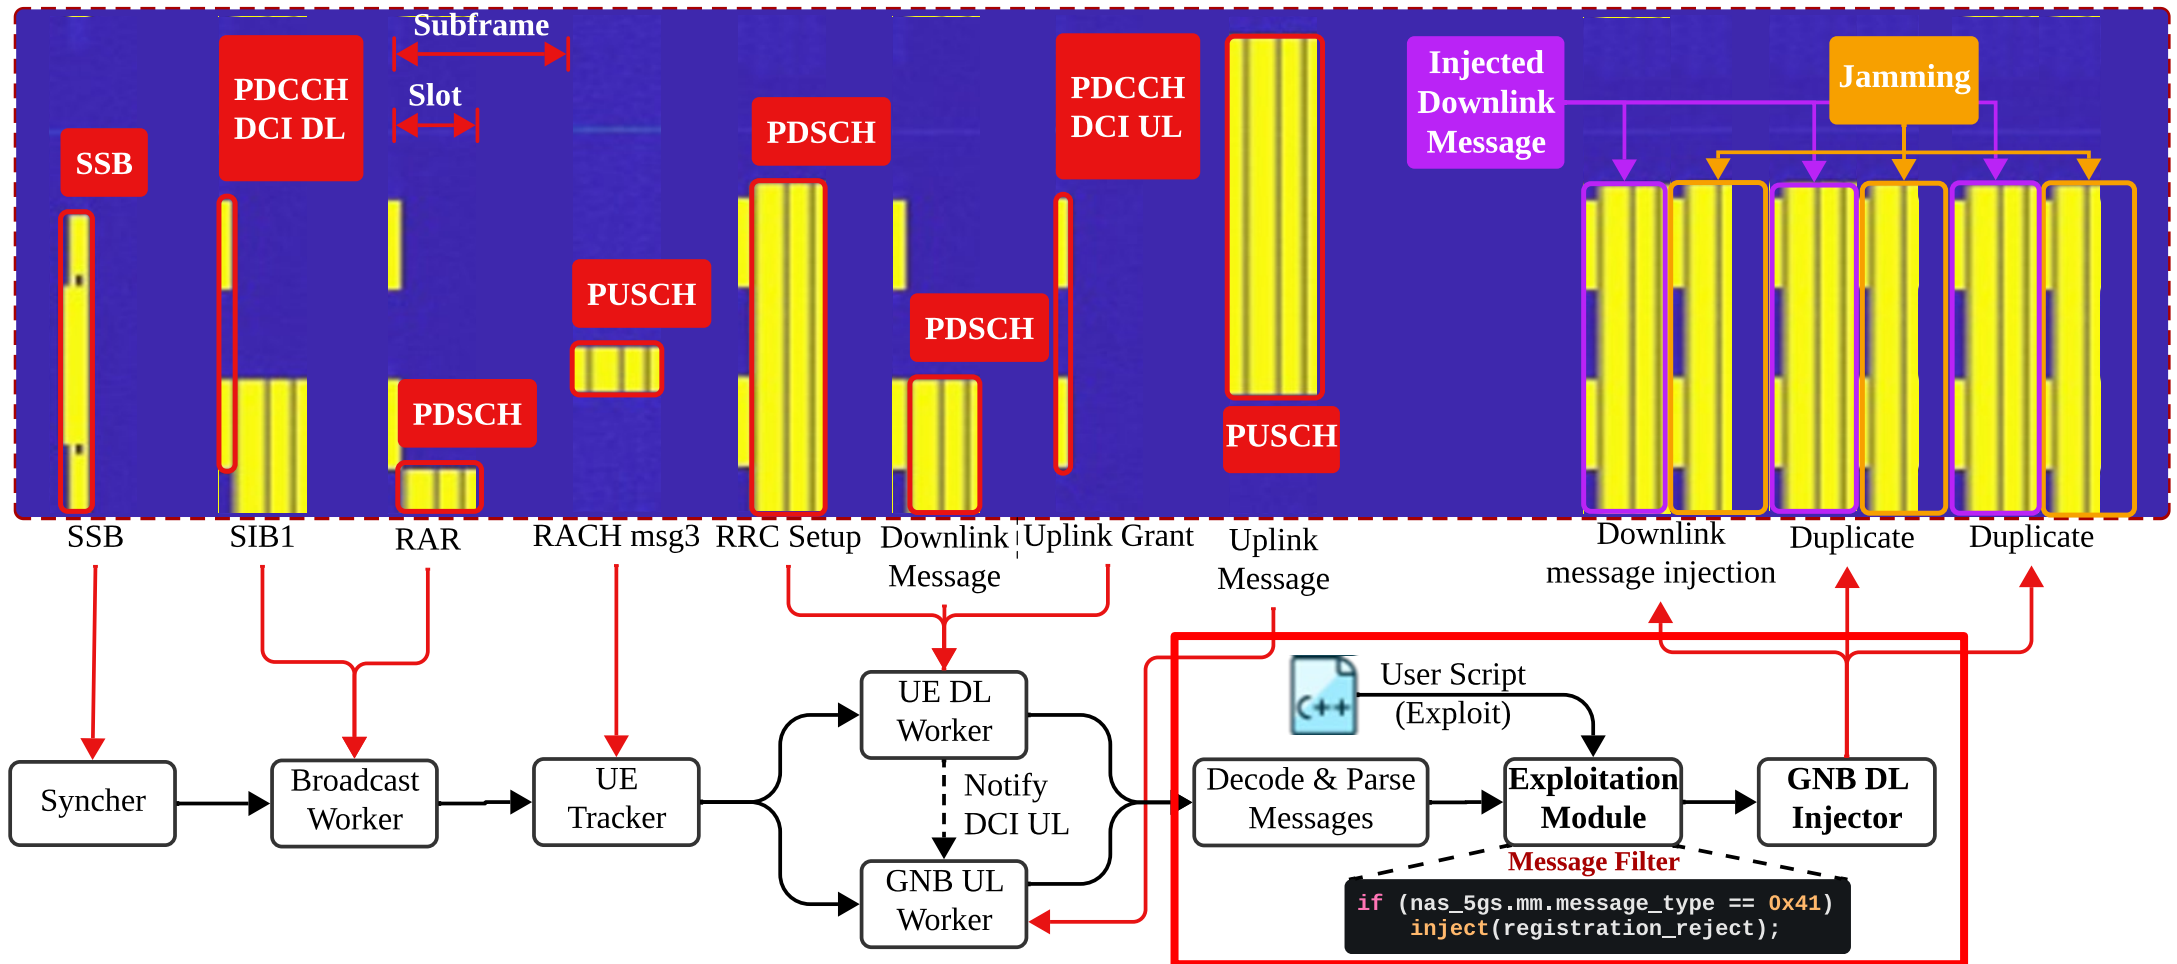 Subframe
Slot
SSB
PDCCH
DCI DL
PDSCH
PUSCH
PDSCH
PDSCH
PDCCH
DCI UL
PUSCH
Injected
Downlink
Message
Jamming
SSB
SIB1
RAR
RACH msg3
RRC Setup
Downlink
Message
Uplink Grant
Uplink
Message
Downlink
message injection
Duplicate
Duplicate
Syncher
Broadcast
Worker
UE
Tracker
UE DL
Worker
Notify
DCI UL
GNB UL
Worker
C++
User Script
(Exploit)
Decode & Parse
Messages
Exploitation
Module
GNB DL
Injector
Message Filter
if (nas_5gs.mm.message_type == 0x41)
inject(registration_reject);